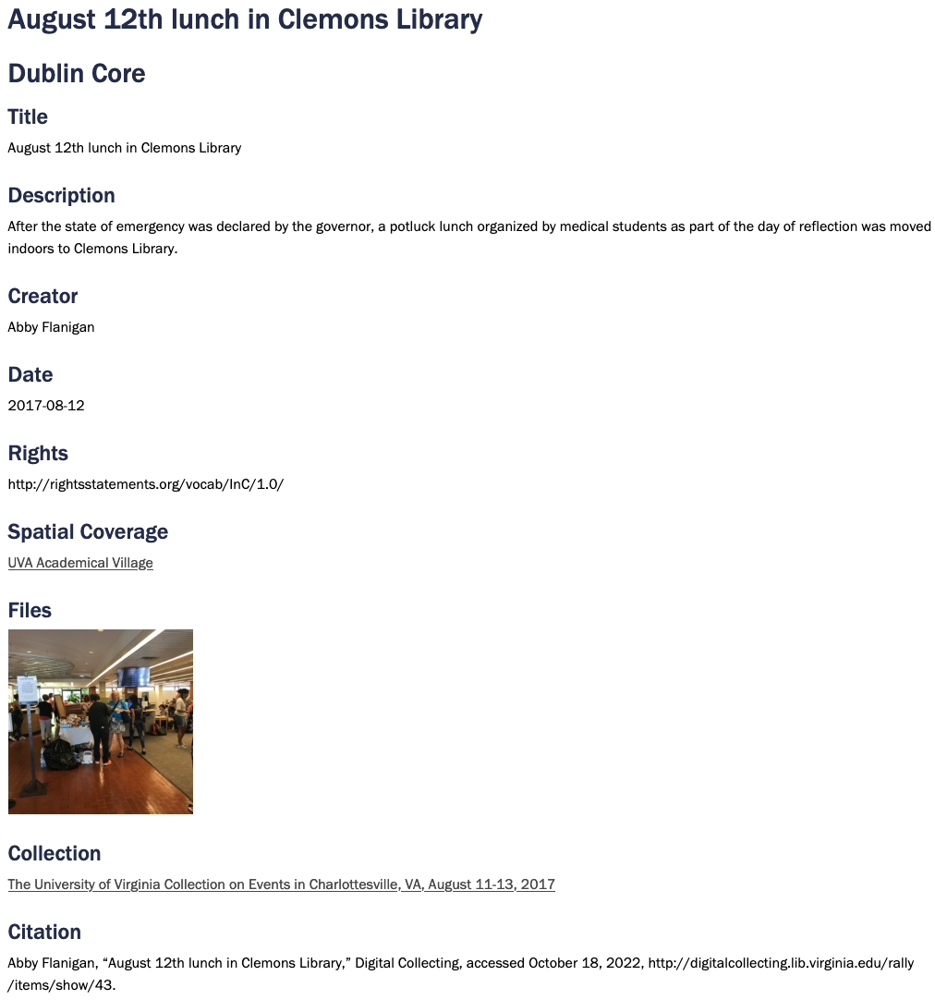 August 12th lunch in Clemons Library
Dublin Core
Title
August 12th lunch in Clemons Library
Description
After the state of emergency was declared by the governor, a potluck lunch organized by medical students as part of the day of reflection was moved
indoors to Clemons Library.
Creator
Abby Flanigan
Date
2017-08-12
Rights
http://rightsstatements.org/vocab/InC/1.0/
Spatial Coverage
UVA Academical Village
Files
Collection
The University of Virginia Collection on Events in Charlottesville, VA, August 11-13, 2017
Citation
Abby Flanigan, “August 12th lunch in Clemons Library,” Digital Collecting, accessed October 18, 2022, http://digitalcollecting.lib.virginia.edu/rally
/items/show/43.